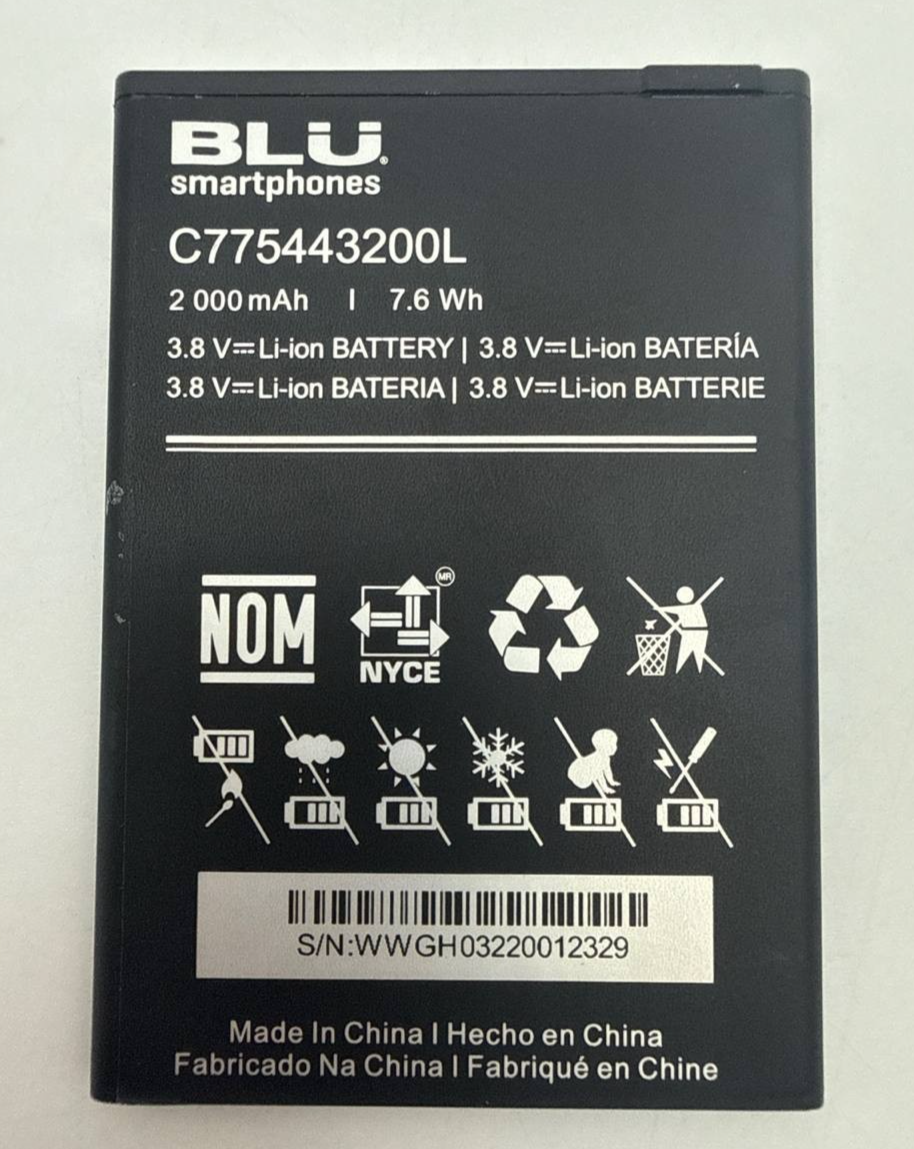 BLU®
smartphones
C775443200L
2 000 mAh | 7.6 Wh
3.8 V⎓Li-ion BATTERY | 3.8 V⎓Li-ion BATERÍA
3.8 V⎓Li-ion BATERIA | 3.8 V⎓Li-ion BATTERIE
NOM
MR
NYCE
S/N:WWGH03220012329
Made In China | Hecho en China
Fabricado Na China | Fabriqué en Chine